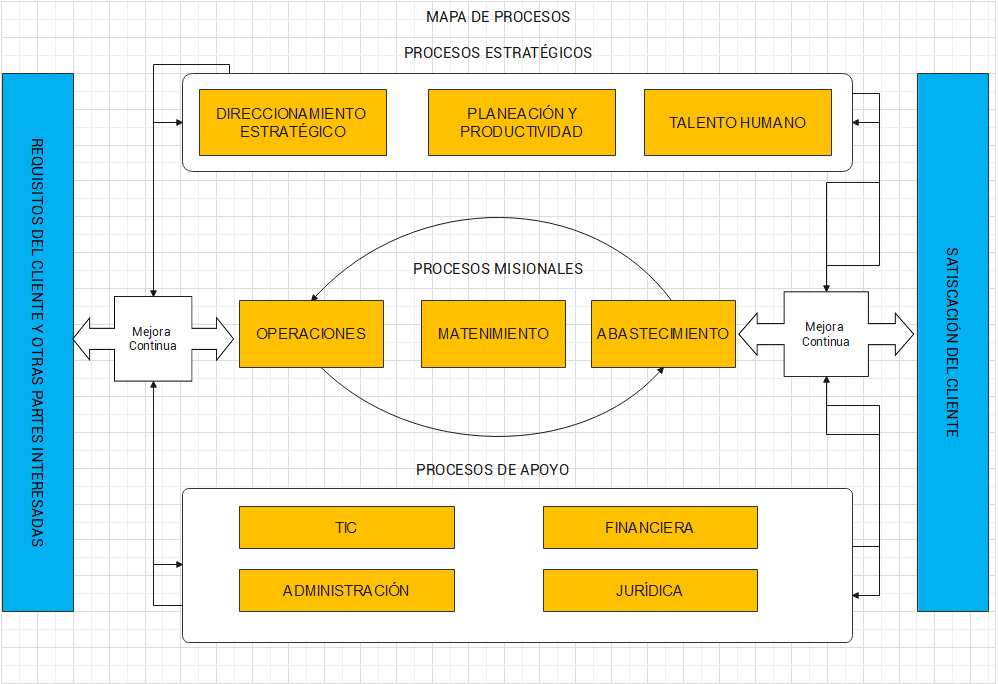 MAPA DE PROCESOS
PROCESOS ESTRATÉGICOS
DIRECCIONAMIENTO
ESTRATÉGICO
PLANEACIÓN Y
PRODUCTIVIDAD
TALENTO HUMANO
REQUISITOS DEL CLIENTE Y OTRAS PARTES INTERESADAS
PROCESOS MISIONALES
Mejora
Continua
OPERACIONES
MATENIMIENTO
ABASTECIMIENTO
Mejora
Continua
SATISCACIÓN DEL CLIENTE
PROCESOS DE APOYO
TIC
FINANCIERA
ADMINISTRACIÓN
JURÍDICA